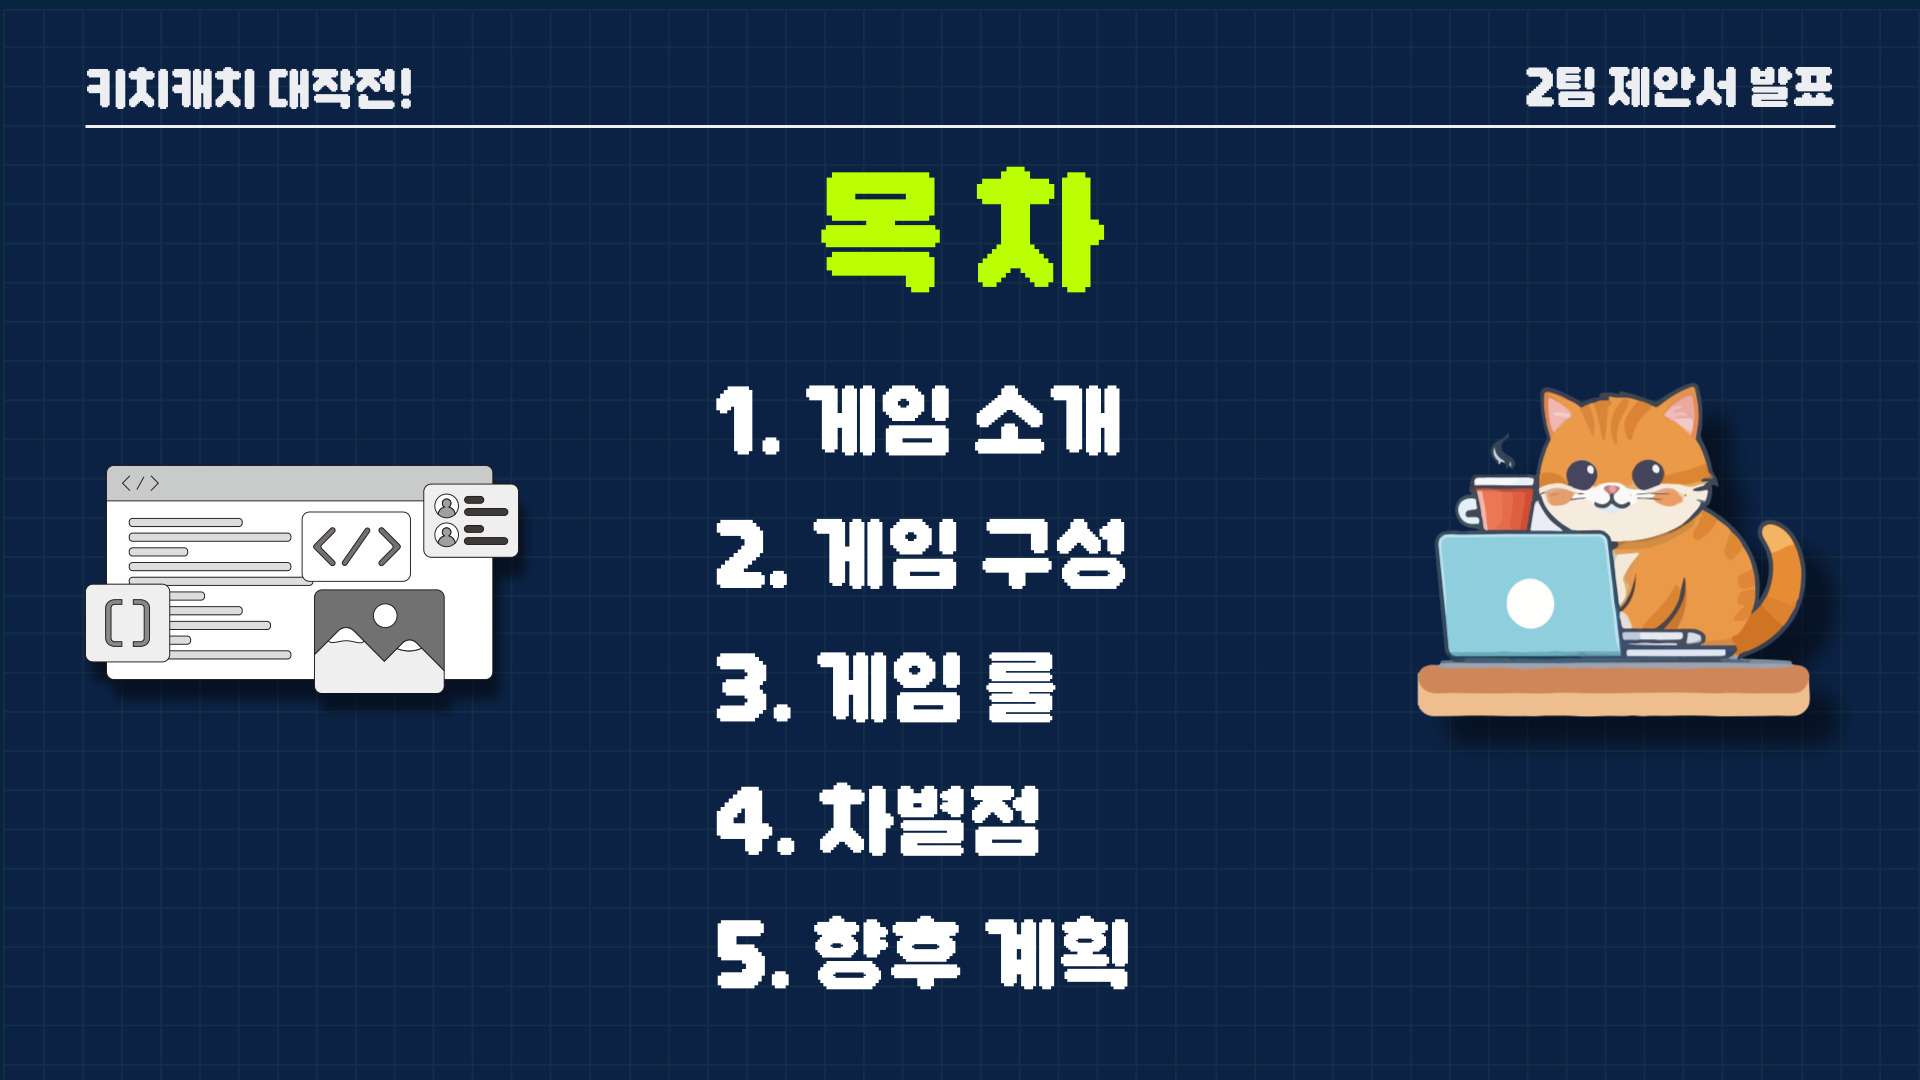 키치캐치 대작전!
2팀 제안서 발표
목 차
1. 게임 소개
2. 게임 구성
3. 게임 룰
4. 차별점
5. 향후 계획